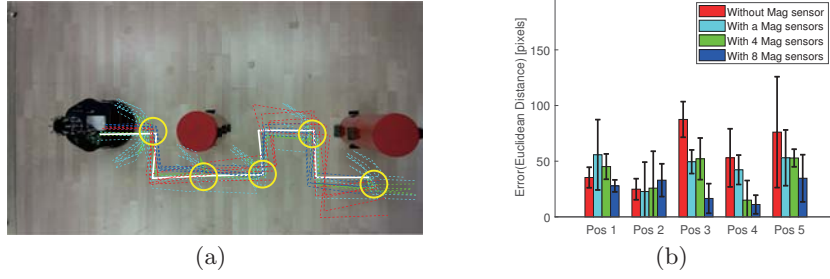 Error(Euclidean Distance) [pixels]
150
100
50
0
Without Mag sensor
With a Mag sensor
With 4 Mag sensors
With 8 Mag sensors
Pos 1 Pos 2 Pos 3 Pos 4 Pos 5
(a) (b)